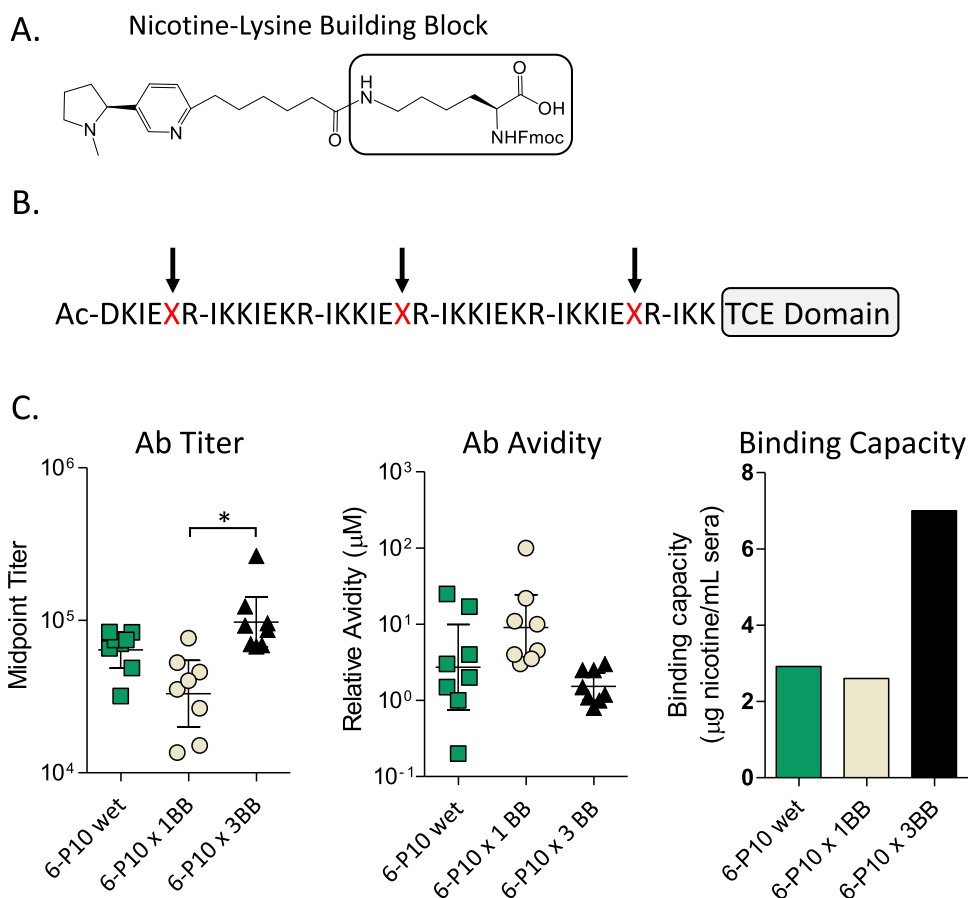 A. Nicotine-Lysine Building Block
N
N
O
H
N
O
OH
NHFmoc
B.
Ac-DKIEXR-IKKIEKR-IKKIEXR-IKKIEKR-IKKIEXR-IKK TCE Domain
C.
Ab Titer
Midpoint Titer
10⁶
10⁵
10⁴
*
6-P10 wet
6-P10 x 1BB
6-P10 x 3BB
Ab Avidity
Relative Avidity (μM)
10³
10²
10¹
10⁰
10⁻¹
6-P10 wet
6-P10 x 1 BB
6-P10 x 3 BB
Binding Capacity
Binding capacity
(μg nicotine/mL sera)
8
6
4
2
0
6-P10 wet
6-P10 x 1BB
6-P10 x 3BB